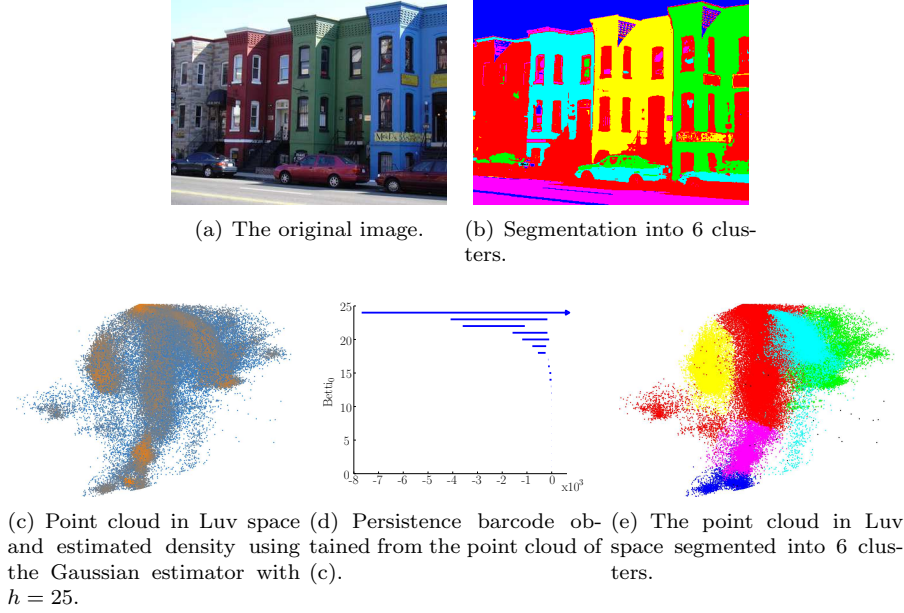 (a) The original image.
(b) Segmentation into 6 clus-
ters.
25
20
15
10
5
0
Betti0
-8 -7 -6 -5 -4 -3 -2 -1 0
x10³
(c) Point cloud in Luv space
and estimated density using
the Gaussian estimator with
h = 25.
(d) Persistence barcode ob-
tained from the point cloud of
(c).
(e) The point cloud in Luv
space segmented into 6 clus-
ters.